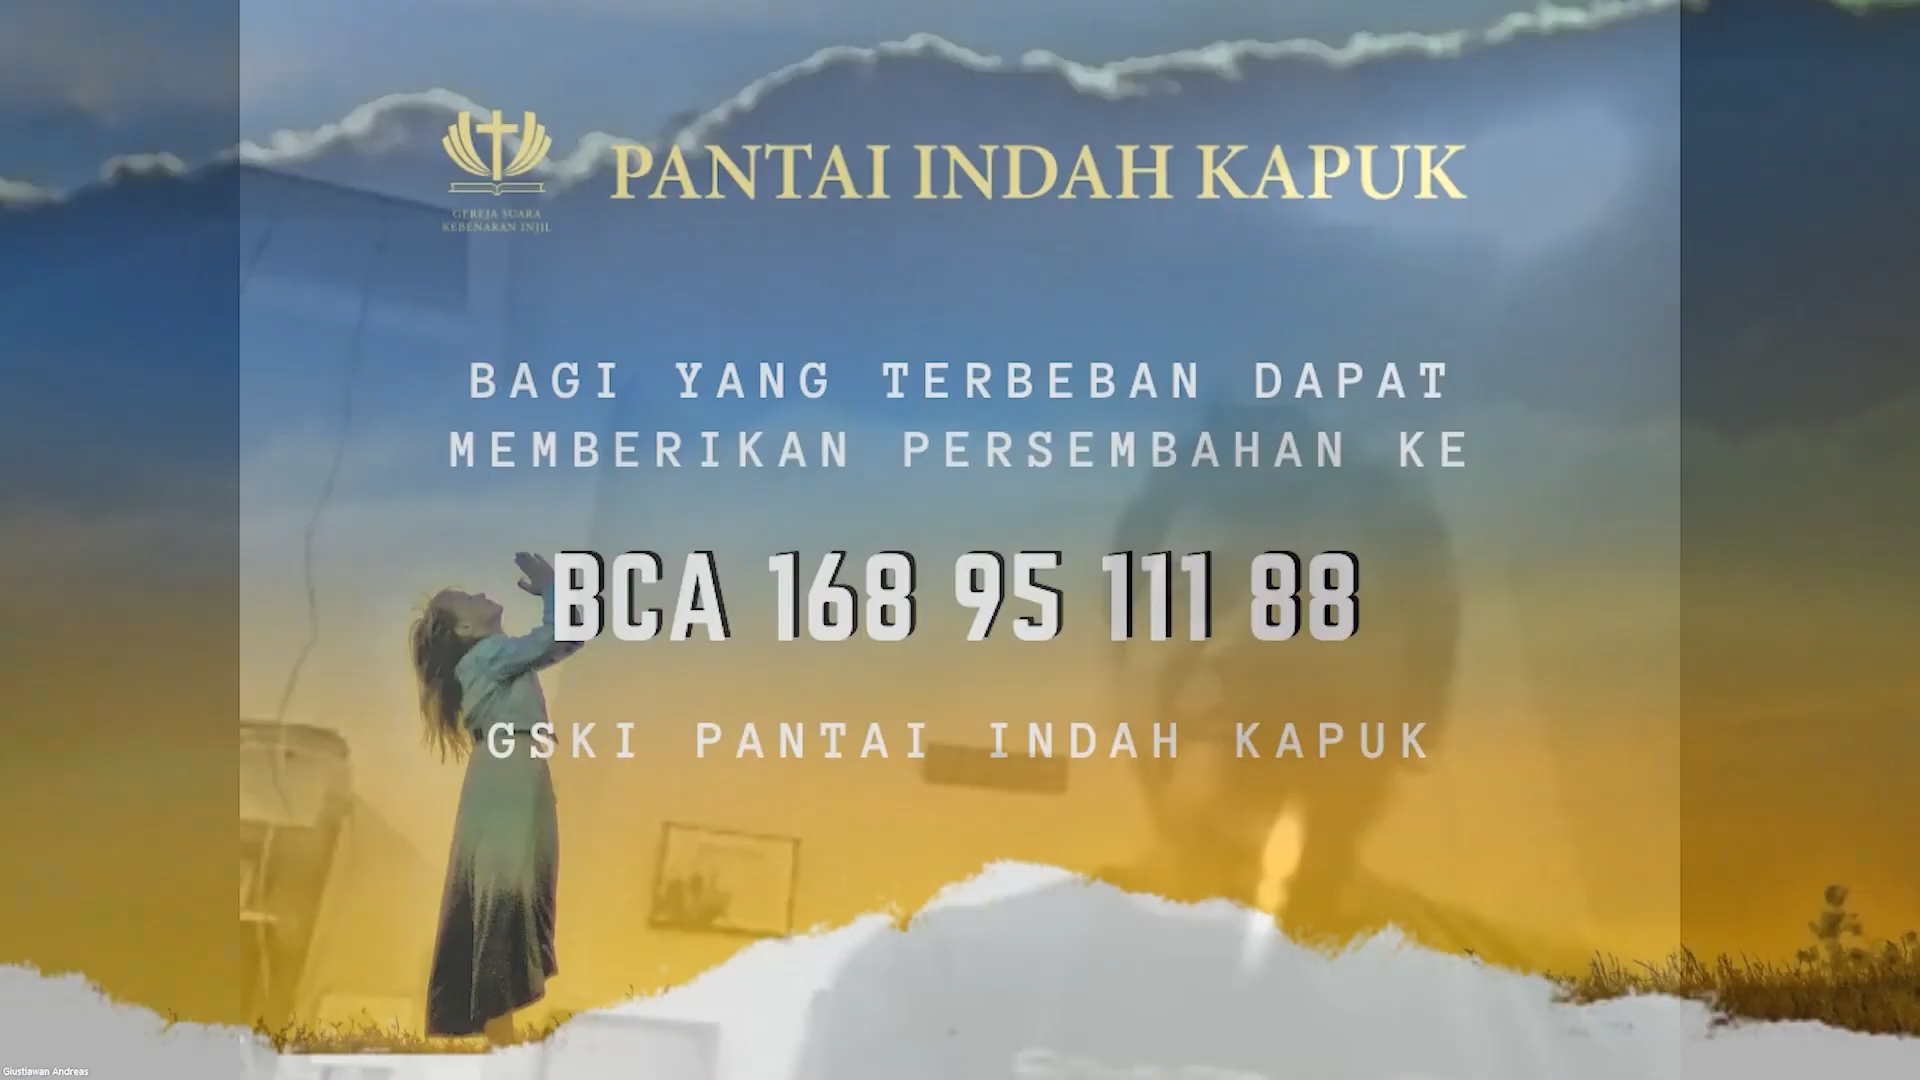 GEREJA SUARA
KEBENARAN INJIL
PANTAI INDAH KAPUK
BAGI YANG TERBEBAN DAPAT
MEMBERIKAN PERSEMBAHAN KE
BCA 168 95 111 88
GSKI PANTAI INDAH KAPUK
Giustiawan Andreas